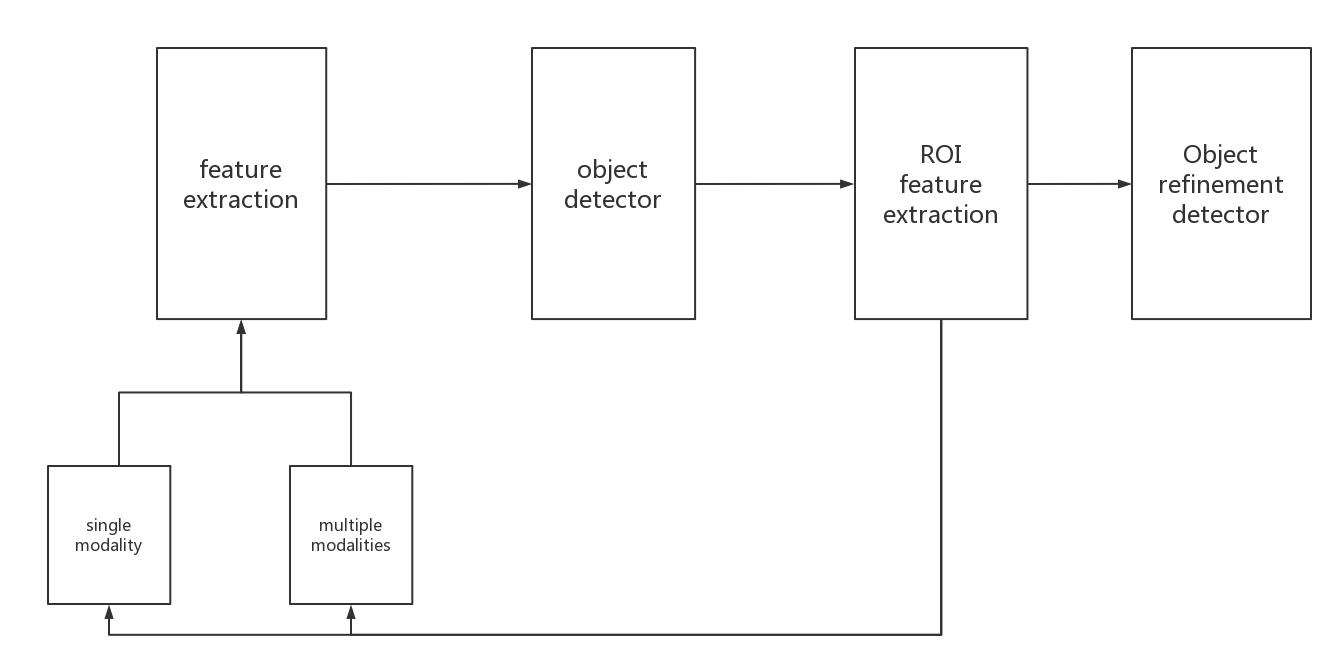 feature
extraction
object
detector
ROI
feature
extraction
Object
refinement
detector
single
modality
multiple
modalities